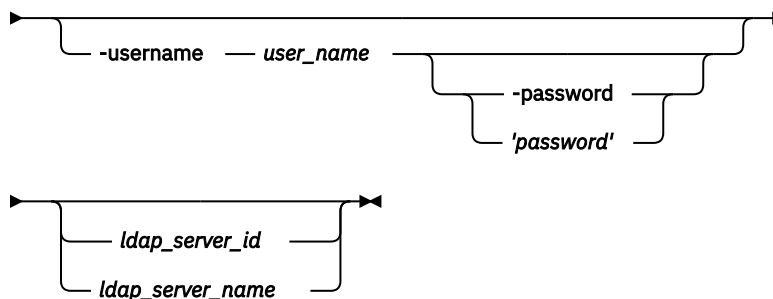 -username user_name
-password
'password'
ldap_server_id
ldap_server_name